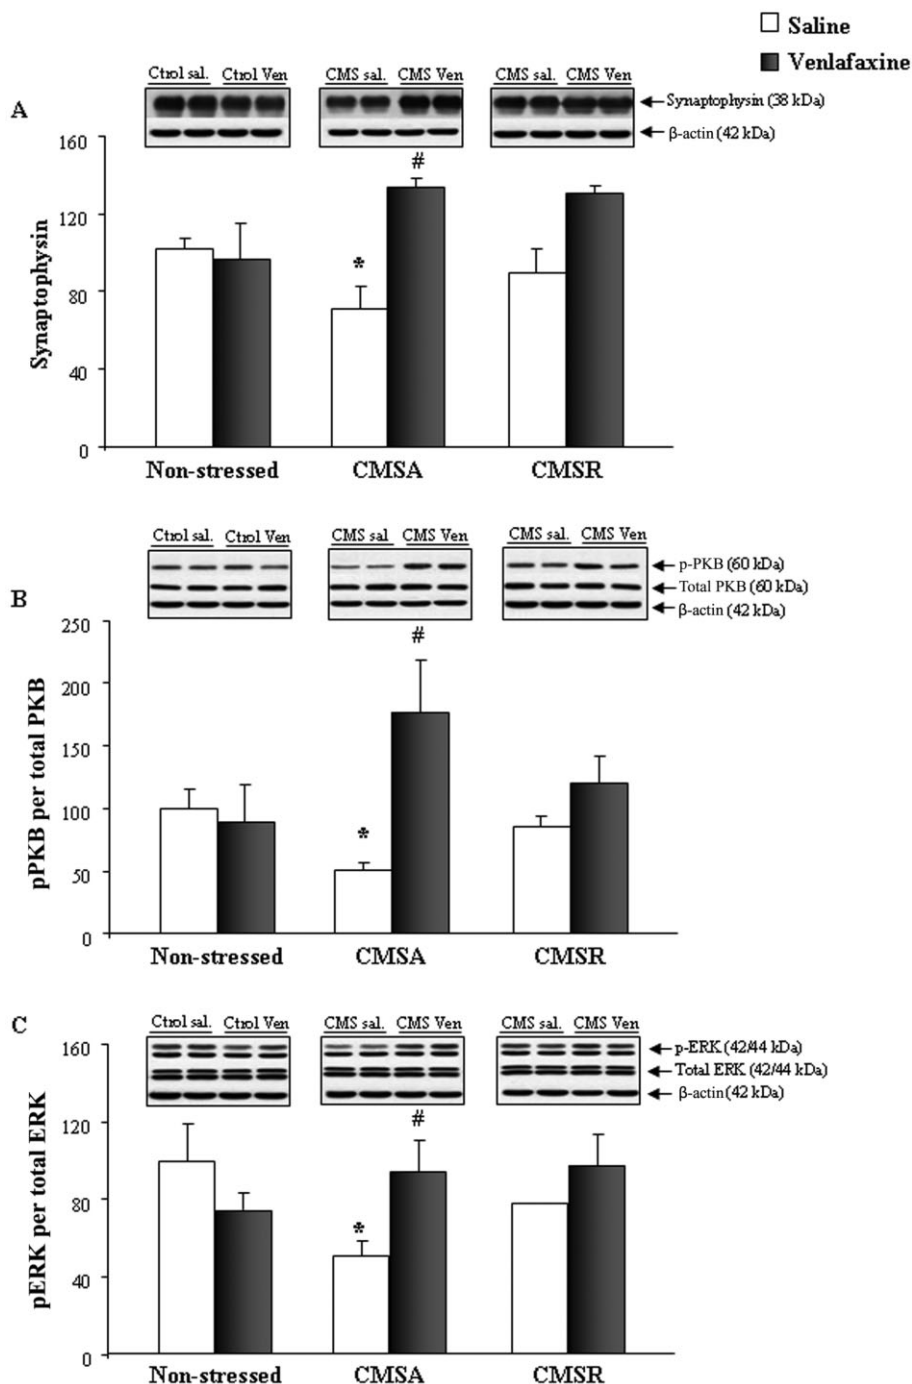 Saline
Venlafaxine
A
Ctrol sal. Ctrol Ven
CMS sal. CMS Ven
CMS sal. CMS Ven
Synaptophysin (38 kDa)
β-actin (42 kDa)
Synaptophysin
160
120
80
40
0
*
#
Non-stressed CMSA CMSR
B
Ctrol sal. Ctrol Ven
CMS sal. CMS Ven
CMS sal. CMS Ven
p-PKB (60 kDa)
Total PKB (60 kDa)
β-actin (42 kDa)
pPKB per total PKB
250
200
150
100
50
0
*
#
Non-stressed CMSA CMSR
C
Ctrol sal. Ctrol Ven
CMS sal. CMS Ven
CMS sal. CMS Ven
p-ERK (42/44 kDa)
Total ERK (42/44 kDa)
β-actin (42 kDa)
pERK per total ERK
160
120
80
40
0
*
#
Non-stressed CMSA CMSR